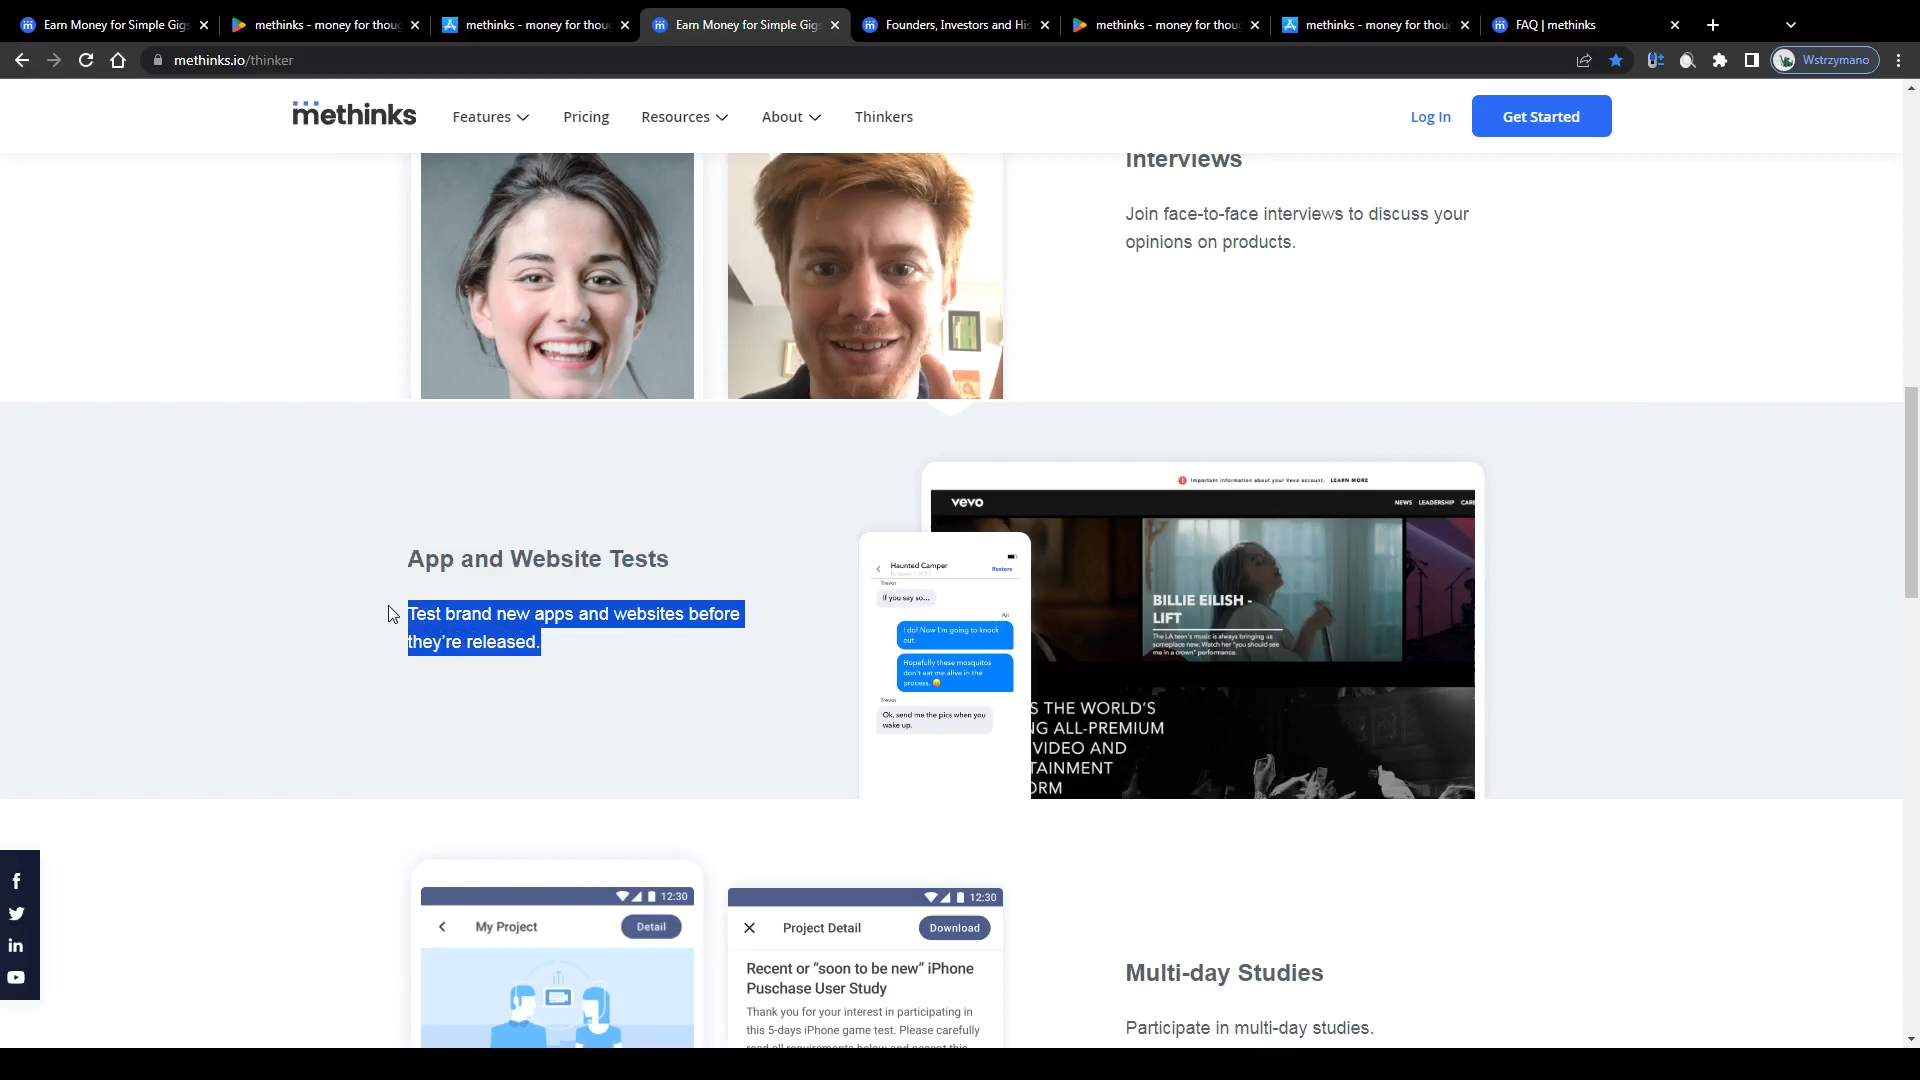 Earn Money for Simple Gigs
methinks - money for thoug
methinks - money for thoug
Earn Money for Simple Gigs
Founders, Investors and His
methinks - money for thoug
methinks - money for thoug
FAQ | methinks
methinks.io/thinker
Wstrzymano
methinks
Features
Pricing
Resources
About
Thinkers
Log In
Get Started
Interviews
Join face-to-face interviews to discuss your
opinions on products.
App and Website Tests
Test brand new apps and websites before
they’re released.
Important information about your Vevo account. LEARN MORE
vevo
NEWS LEADERSHIP CARE
BILLIE EILISH -
LIFT
The LA teen's music is always bringing us
someplace new. Watch her "you should see
me in a crown" performance.
S THE WORLD'S
NG ALL-PREMIUM
VIDEO AND
TAINMENT
ORM
Haunted Camper
Restore
Trevor
If you say so...
Ari
I do! Now I'm going to knock
out.
Hopefully these mosquitos
don't eat me alive in the
process.
Trevor
Ok, send me the pics when you
wake up.
12:30
My Project
Detail
12:30
Project Detail
Download
Recent or “soon to be new” iPhone
Puschase User Study
Thank you for your interest in participating in
this 5-days iPhone game test. Please carefully
read all requirements below and accept this
Multi-day Studies
Participate in multi-day studies.